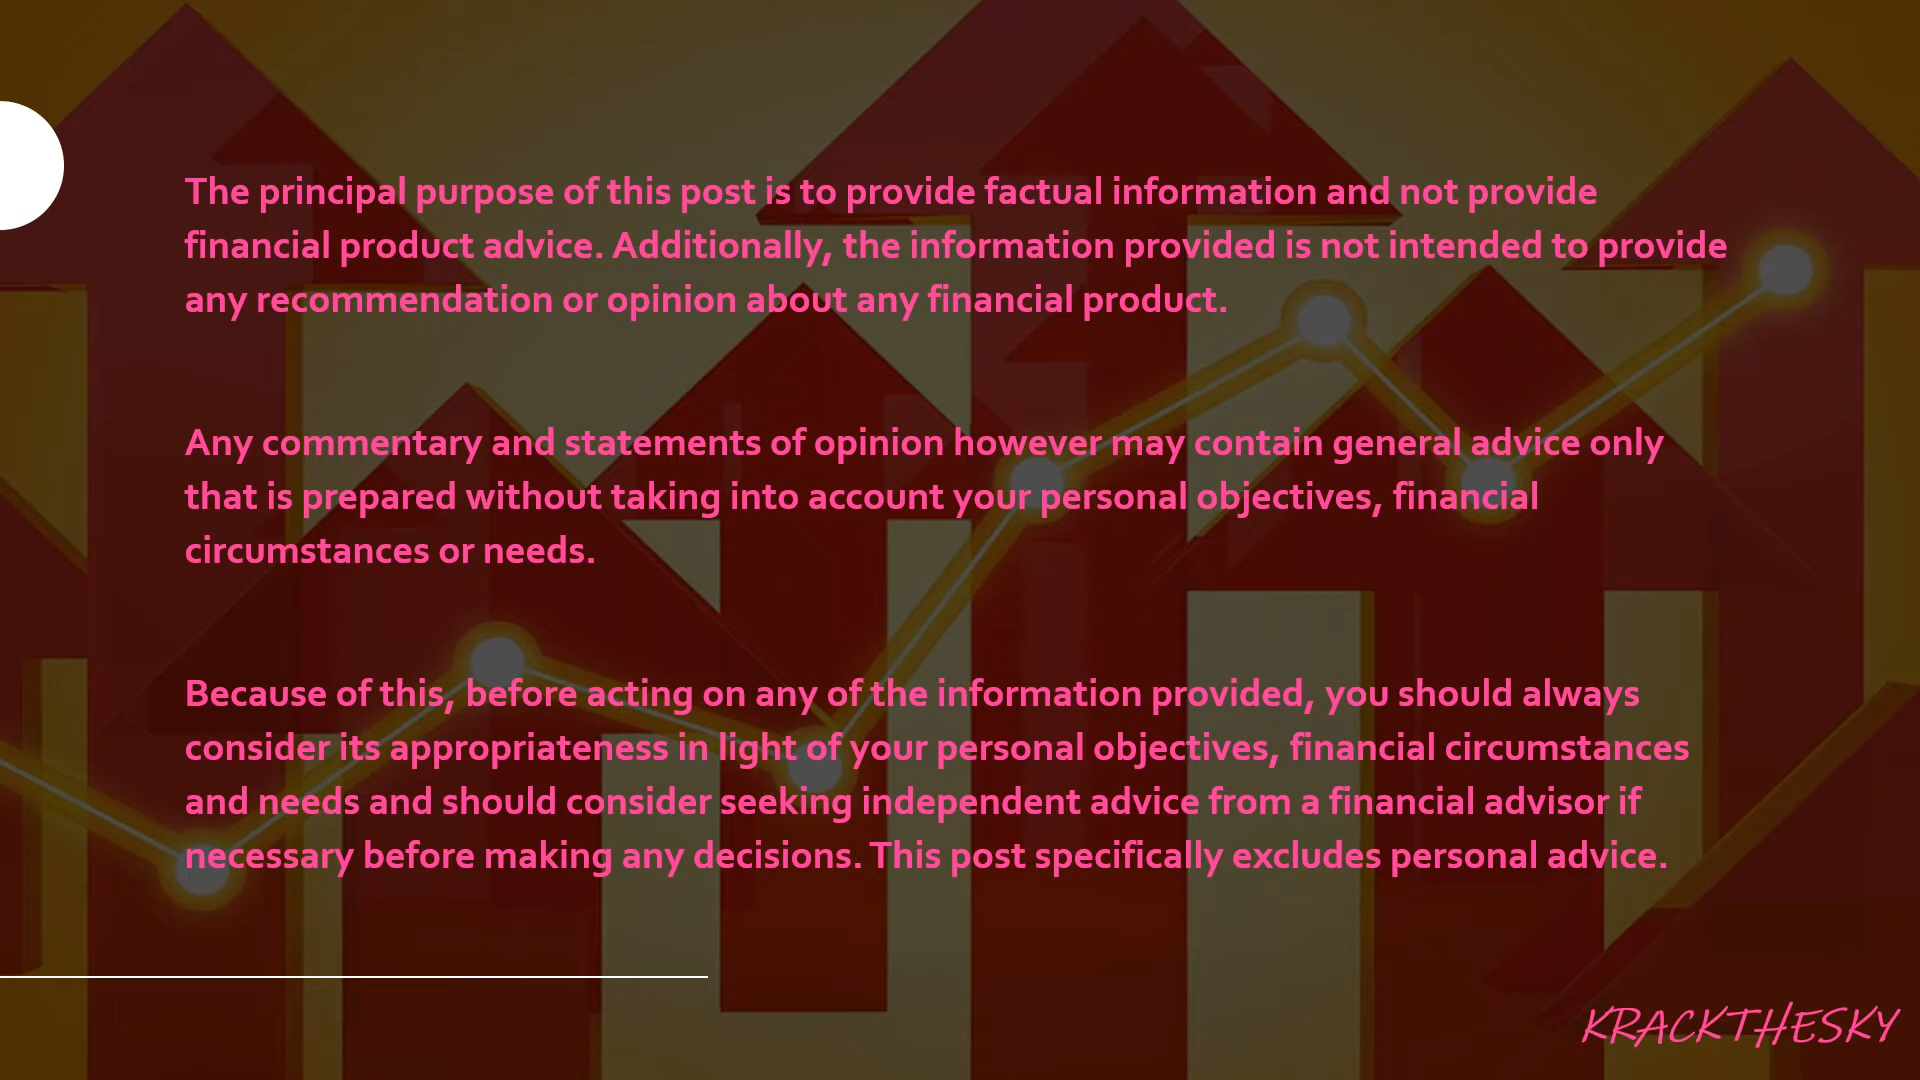 The principal purpose of this post is to provide factual information and not provide
financial product advice. Additionally, the information provided is not intended to provide
any recommendation or opinion about any financial product.
Any commentary and statements of opinion however may contain general advice only
that is prepared without taking into account your personal objectives, financial
circumstances or needs.
Because of this, before acting on any of the information provided, you should always
consider its appropriateness in light of your personal objectives, financial circumstances
and needs and should consider seeking independent advice from a financial advisor if
necessary before making any decisions. This post specifically excludes personal advice.
KRACKTHESKY